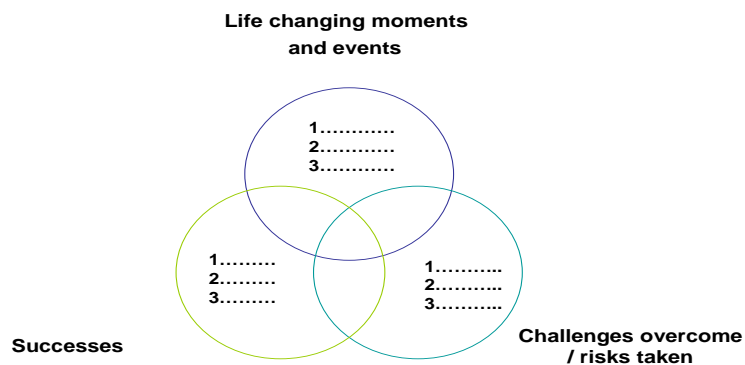 Life changing moments
and events
1............
2............
3............
1.........
2.........
3.........
1...........
2...........
3...........
Successes
Challenges overcome
/ risks taken